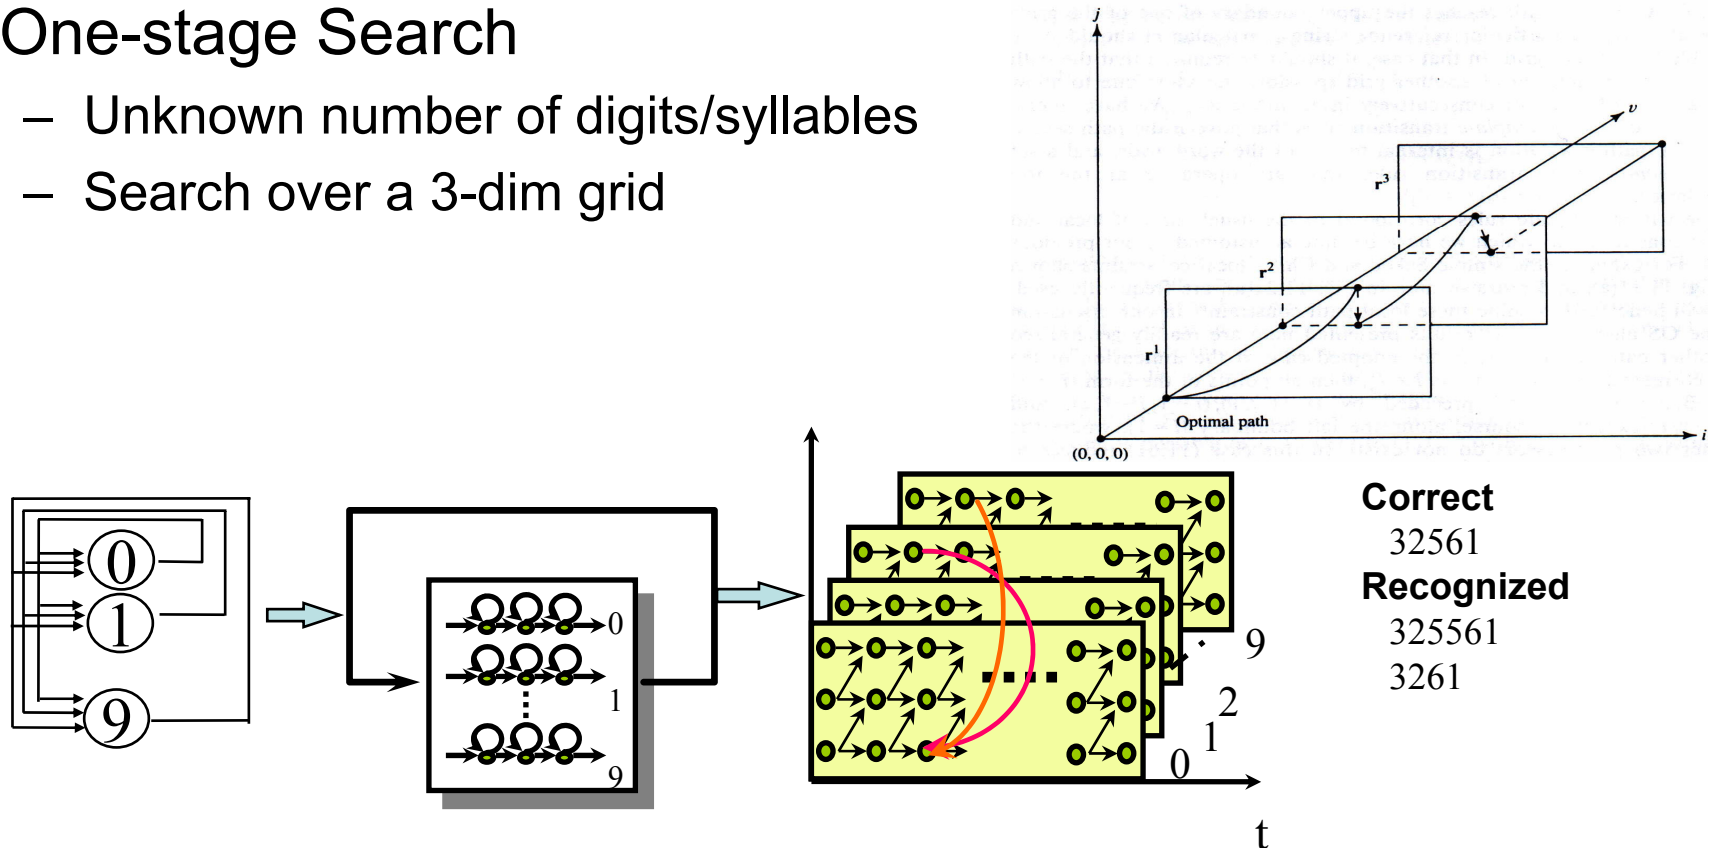 One-stage Search
– Unknown number of digits/syllables
– Search over a 3-dim grid
j
v
r³
r²
r¹
Optimal path
(0, 0, 0)
i
0
1
9
0
1
9
9
2
1
0
t
Correct
32561
Recognized
325561
3261